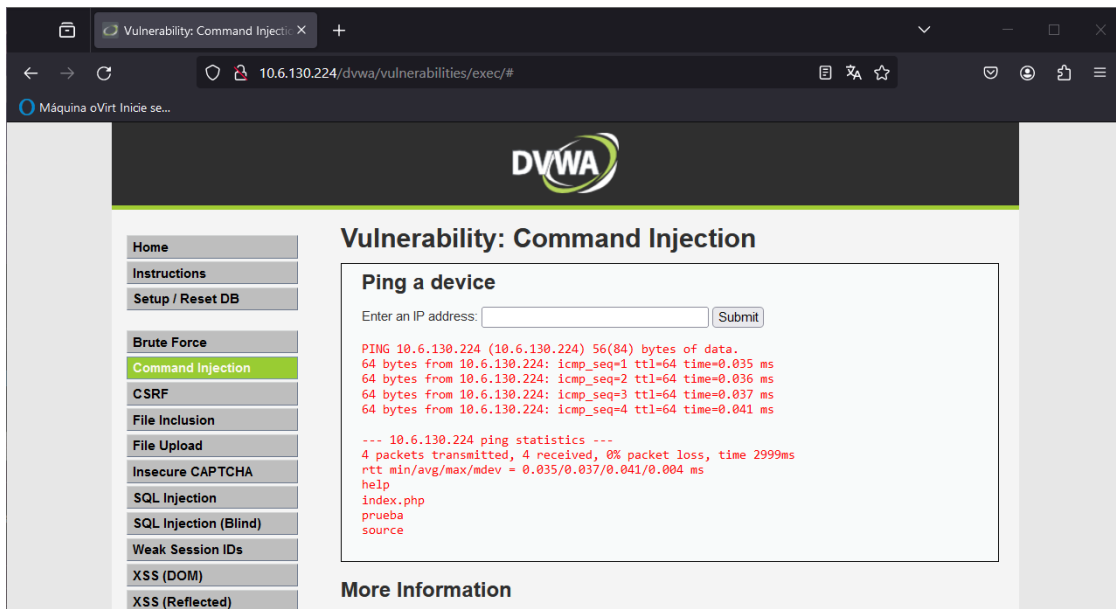 Vulnerability: Command Injectic
10.6.130.224/dvwa/vulnerabilities/exec/#
Máquina oVirt Inicie se...
DVWA
Home
Instructions
Setup / Reset DB
Brute Force
Command Injection
CSRF
File Inclusion
File Upload
Insecure CAPTCHA
SQL Injection
SQL Injection (Blind)
Weak Session IDs
XSS (DOM)
XSS (Reflected)
Vulnerability: Command Injection
Ping a device
Enter an IP address: Submit
PING 10.6.130.224 (10.6.130.224) 56(84) bytes of data.
64 bytes from 10.6.130.224: icmp_seq=1 ttl=64 time=0.035 ms
64 bytes from 10.6.130.224: icmp_seq=2 ttl=64 time=0.036 ms
64 bytes from 10.6.130.224: icmp_seq=3 ttl=64 time=0.037 ms
64 bytes from 10.6.130.224: icmp_seq=4 ttl=64 time=0.041 ms
--- 10.6.130.224 ping statistics ---
4 packets transmitted, 4 received, 0% packet loss, time 2999ms
rtt min/avg/max/mdev = 0.035/0.037/0.041/0.004 ms
help
index.php
prueba
source
More Information